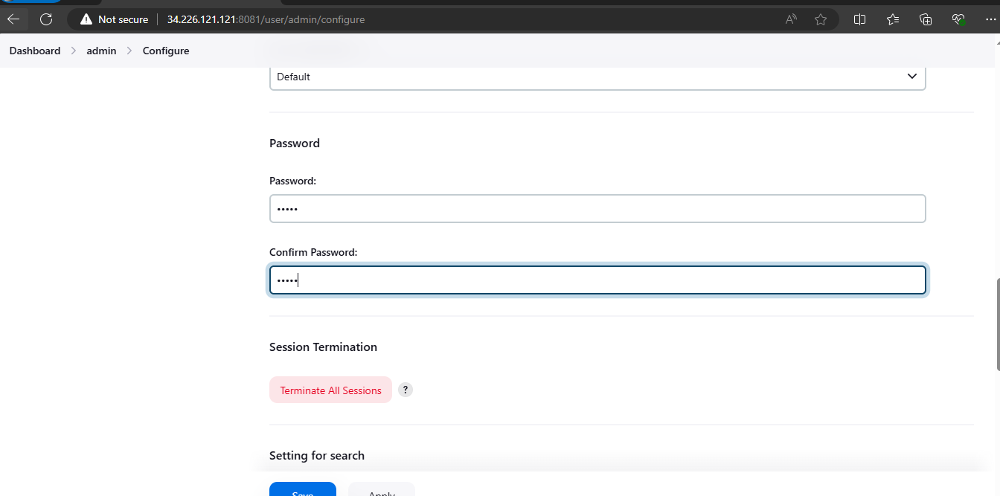 Not secure | 34.226.121.121:8081/user/admin/configure
Dashboard > admin > Configure
Default
Password
Password:
•••••
Confirm Password:
•••••
Session Termination
Terminate All Sessions ?
Setting for search
Save Apply